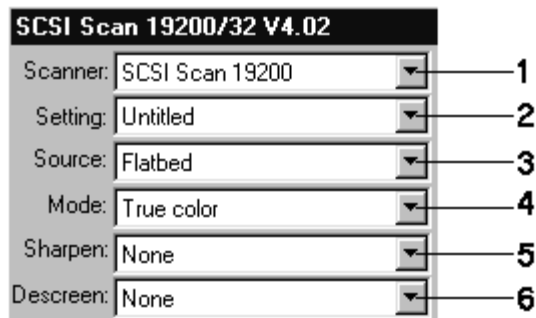 SCSI Scan 19200/32 V4.02
Scanner: SCSI Scan 19200 1
Setting: Untitled 2
Source: Flatbed 3
Mode: True color 4
Sharpen: None 5
Descreen: None 6